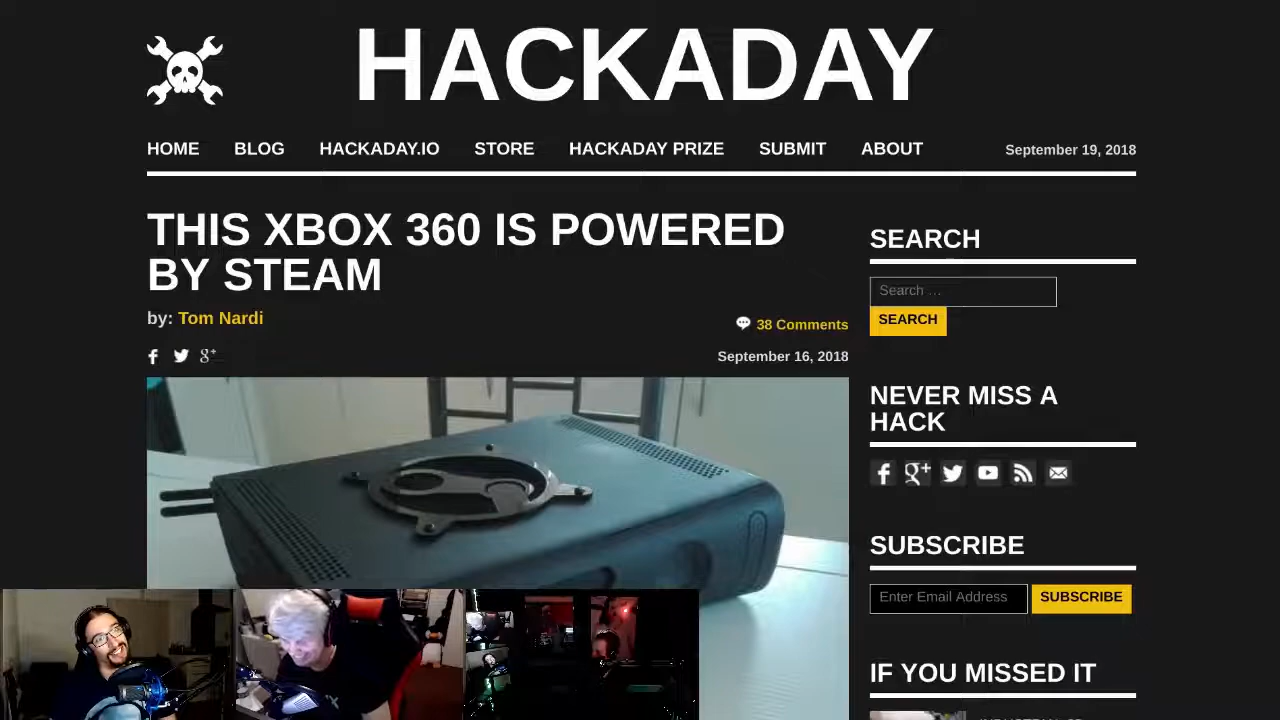 HACKADAY
HOME BLOG HACKADAY.IO STORE HACKADAY PRIZE SUBMIT ABOUT September 19, 2018
THIS XBOX 360 IS POWERED
BY STEAM
by: Tom Nardi
38 Comments
September 16, 2018
SEARCH
Search …
SEARCH
NEVER MISS A
HACK
SUBSCRIBE
Enter Email Address SUBSCRIBE
IF YOU MISSED IT